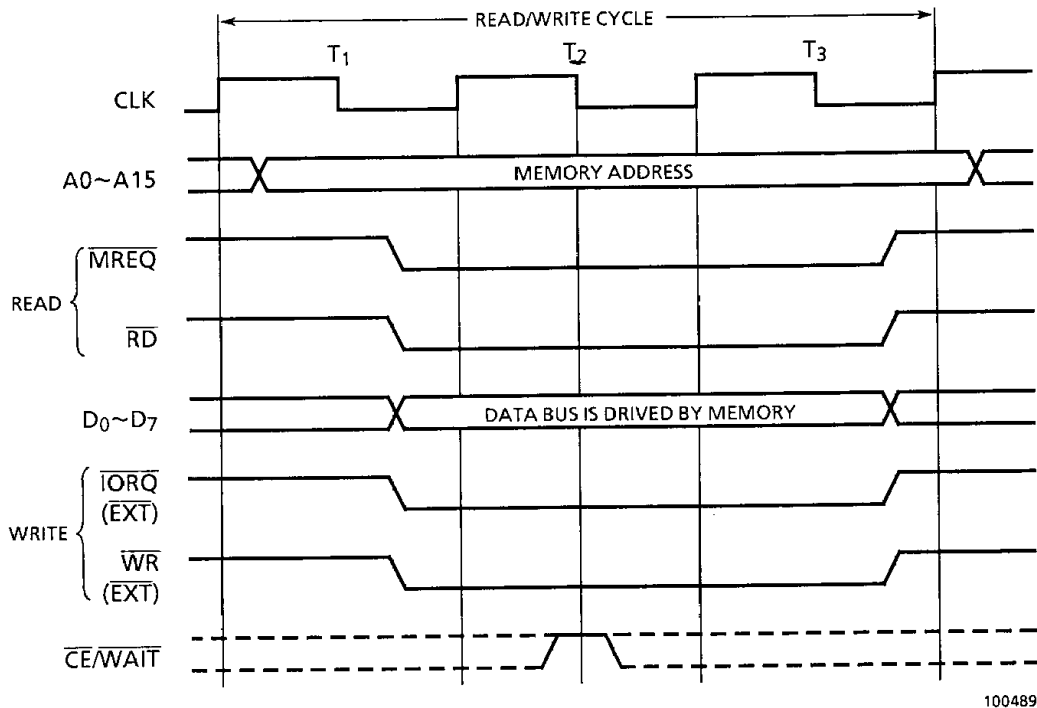 READ/WRITE CYCLE
T1 T2 T3
CLK
A0~A15 MEMORY ADDRESS
READ
MREQ
RD
D0~D7 DATA BUS IS DRIVED BY MEMORY
WRITE
IORQ
(EXT)
WR
(EXT)
CE/WAIT
100489